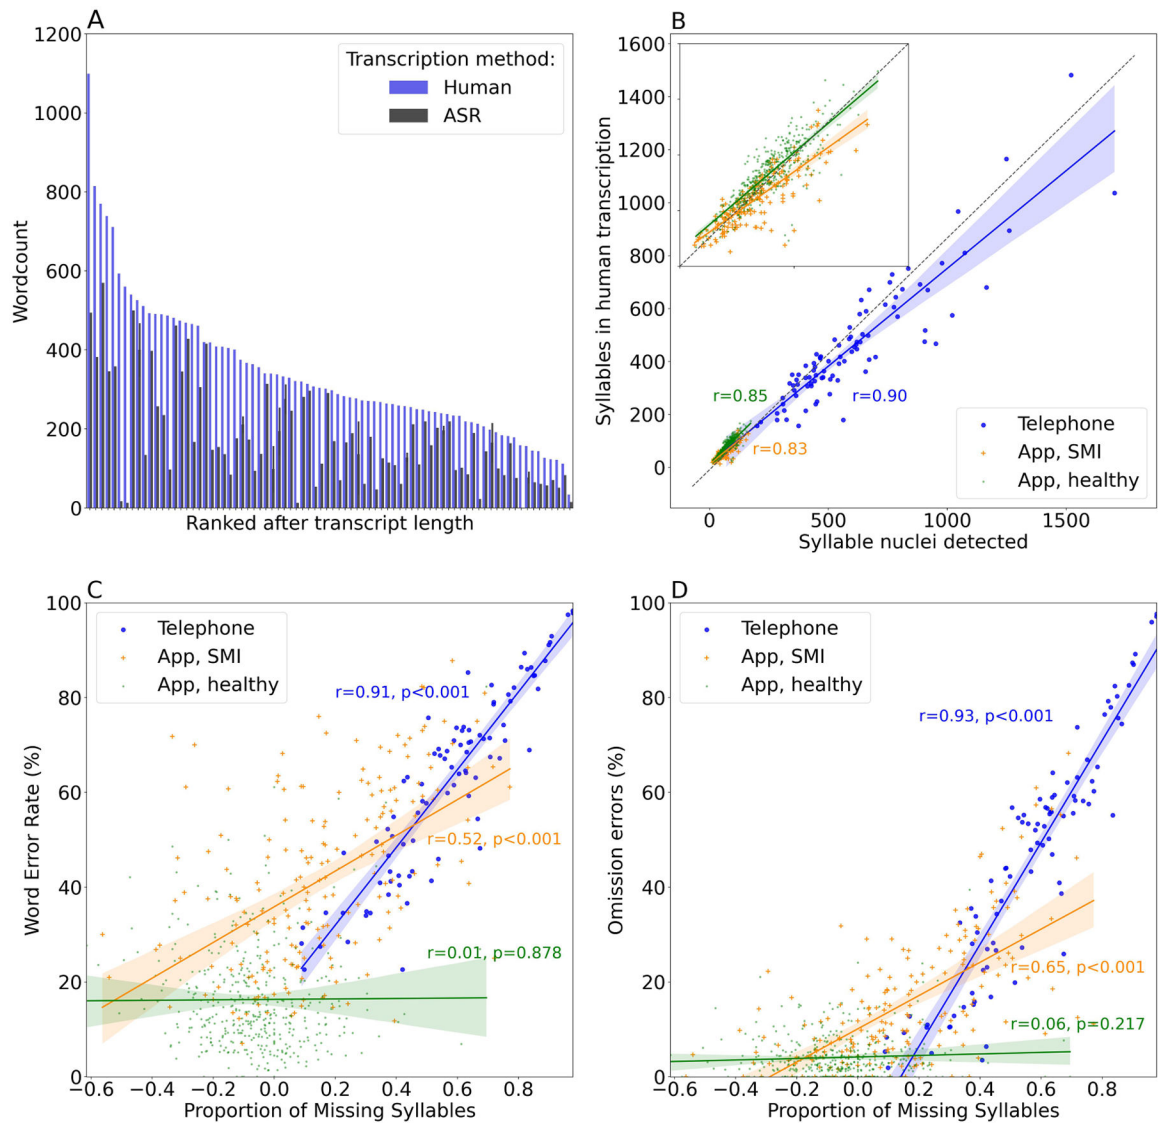 A
Wordcount
1200
1000
800
600
400
200
0
Transcription method:
Human
ASR
Ranked after transcript length
B
Syllables in human transcription
1600
1400
1200
1000
800
600
400
200
0
r=0.85
r=0.90
r=0.83
Telephone
App, SMI
App, healthy
0 500 1000 1500
Syllable nuclei detected
C
Word Error Rate (%)
100
80
60
40
20
0
Telephone
App, SMI
App, healthy
r=0.91, p<0.001
r=0.52, p<0.001
r=0.01, p=0.878
−0.6 −0.4 −0.2 0.0 0.2 0.4 0.6 0.8
Proportion of Missing Syllables
D
Omission errors (%)
100
80
60
40
20
0
Telephone
App, SMI
App, healthy
r=0.93, p<0.001
r=0.65, p<0.001
r=0.06, p=0.217
−0.6 −0.4 −0.2 0.0 0.2 0.4 0.6 0.8
Proportion of Missing Syllables